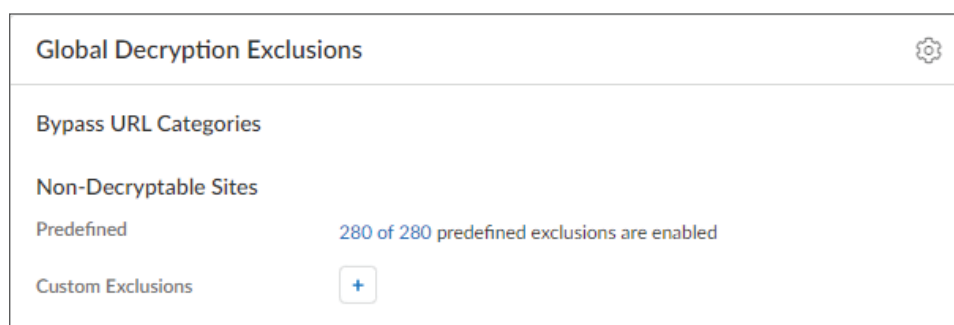 Global Decryption Exclusions
Bypass URL Categories
Non-Decryptable Sites
Predefined 280 of 280 predefined exclusions are enabled
Custom Exclusions +